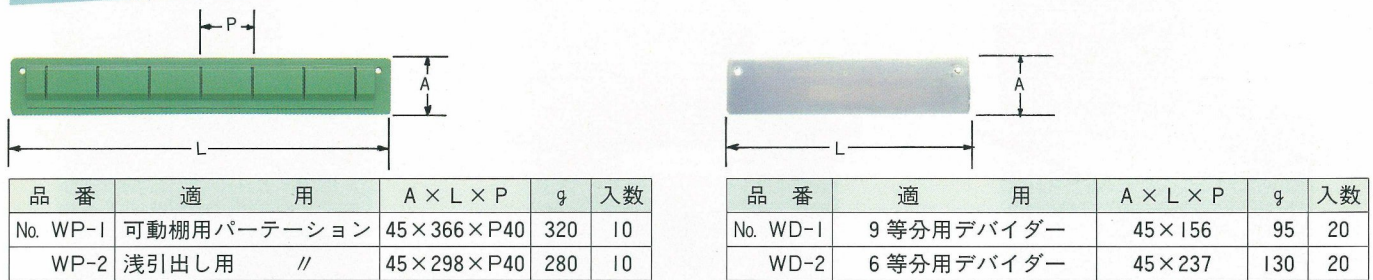 P
A
L
品 番 適 用 A×L×P g 入数
No. WP-1 可動棚用パーテーション 45×366×P40 320 10
WP-2 浅引出し用 〃 45×298×P40 280 10
A
L
品 番 適 用 A×L×P g 入数
No. WD-1 9等分用デバイダー 45×156 95 20
WD-2 6等分用デバイダー 45×237 130 20